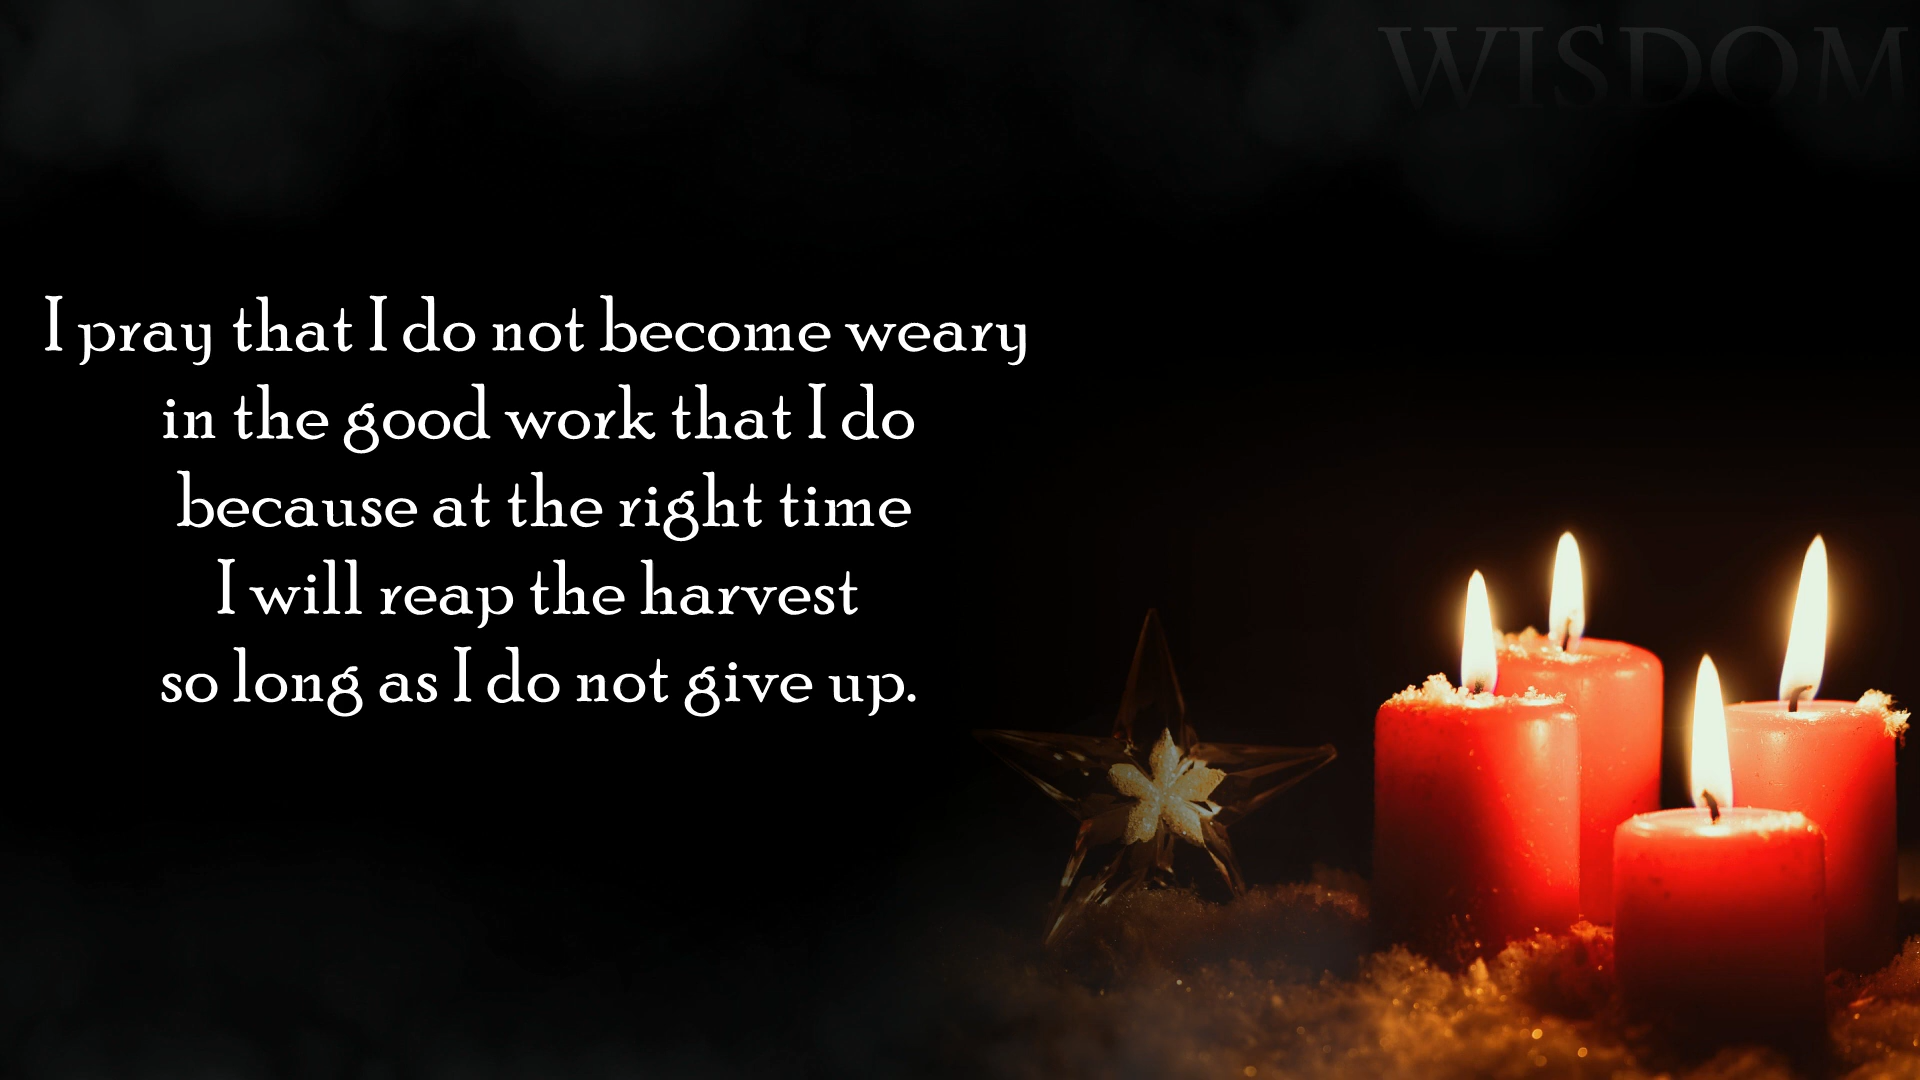 WISDOM
I pray that I do not become weary
in the good work that I do
because at the right time
I will reap the harvest
so long as I do not give up.